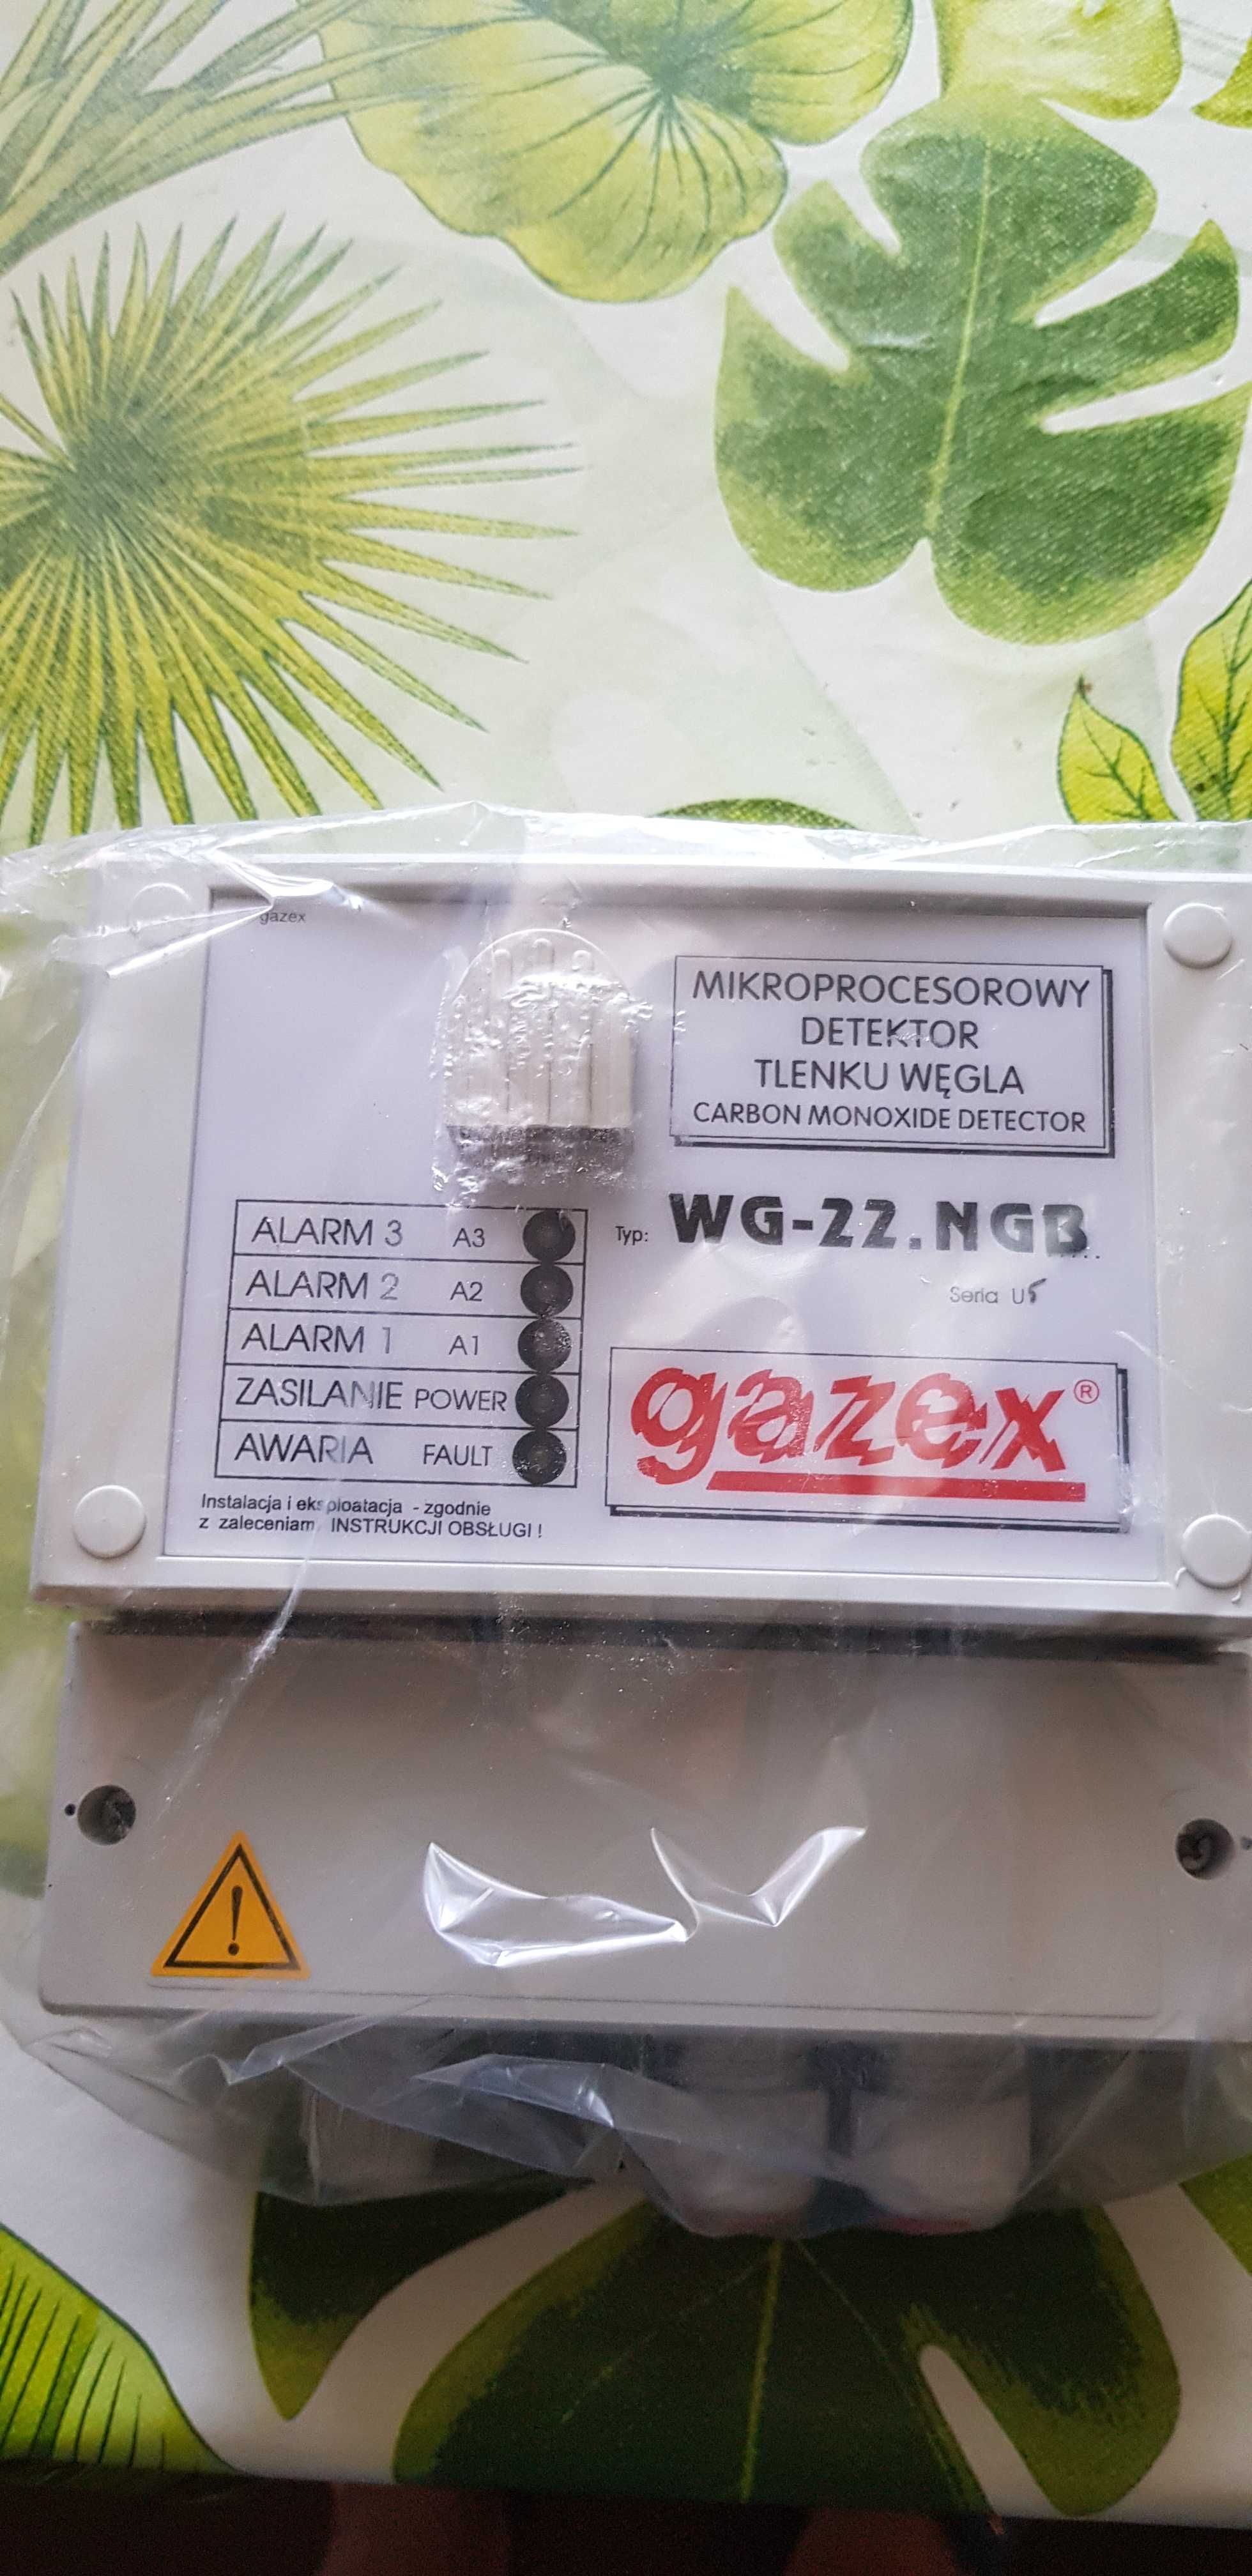 gazex
MIKROPROCESOROWY
DETEKTOR
TLENKU WĘGLA
CARBON MONOXIDE DETECTOR
Typ: WG-22.NGB
Seria U5
ALARM 3 A3
ALARM 2 A2
ALARM 1 A1
ZASILANIE POWER
AWARIA FAULT
gazex®
Instalacja i eksploatacja - zgodnie
z zaleceniami INSTRUKCJI OBSŁUGI !